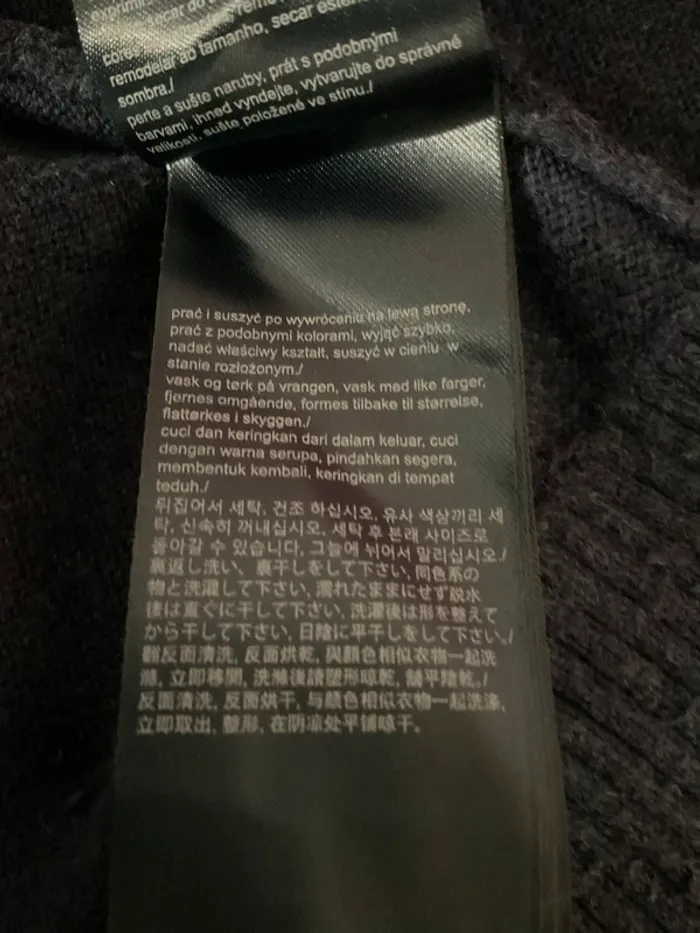 exprimir
remodelar ao tamanho, secar
sombra./
perte a sušte naruby, prát s podobnými
barvami, ihned vyndejte, vytvarujte do správné
velikosti, sušte položené ve stínu./
prać i suszyć po wywróceniu na lewą stronę,
prać z podobnymi kolorami, wyjąć szybko,
nadać właściwy kształt, suszyć w cieniu w
stanie rozłożonym./
vask og tørk på vrangen, vask med like farger,
fjernes omgående, formes tilbake til størrelse,
flattørkes i skyggen./
cuci dan keringkan dari dalam keluar, cuci
dengan warna serupa, pindahkan segera,
membentuk kembali, keringkan di tempat
teduh./
뒤집어서 세탁, 건조 하십시오, 유사 색상끼리 세
탁, 신속히 꺼내십시오, 세탁 후 본래 사이즈로
돌아갈 수 있습니다, 그늘에 뉘어서 말리십시오./
裏返し洗い、裏干しをして下さい, 同色系の
物と洗濯して下さい, 濡れたままにせず脱水
後は直ぐに干して下さい, 洗濯後は形を整えて
から干して下さい, 日陰に平干しをして下さい./
翻反面清洗, 反面烘乾, 與顏色相似衣物一起洗
滌, 立即移開, 洗滌後請塑形晾乾, 舖平陰乾./
反面清洗, 反面烘干, 与颜色相似衣物一起洗涤,
立即取出, 整形, 在阴凉处平铺晾干。